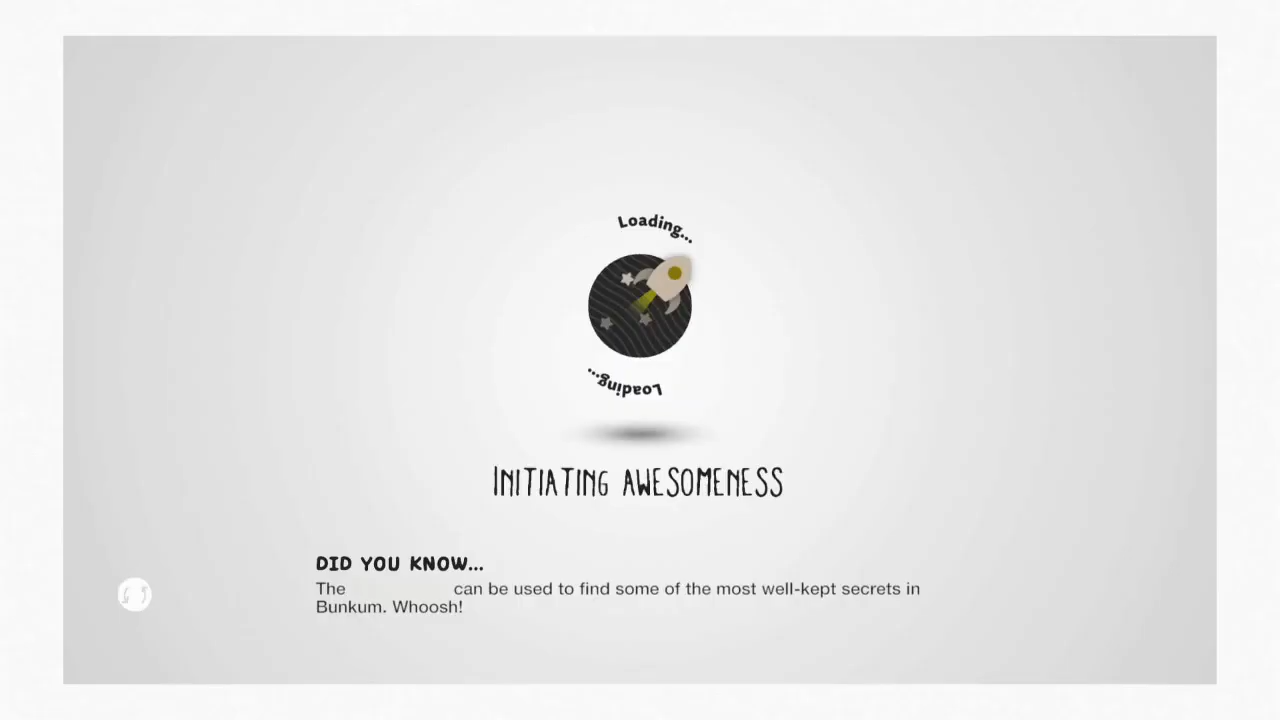 Loading...
Loading...
INITIATING AWESOMENESS
DID YOU KNOW...
The can be used to find some of the most well-kept secrets in
Bunkum. Whoosh!